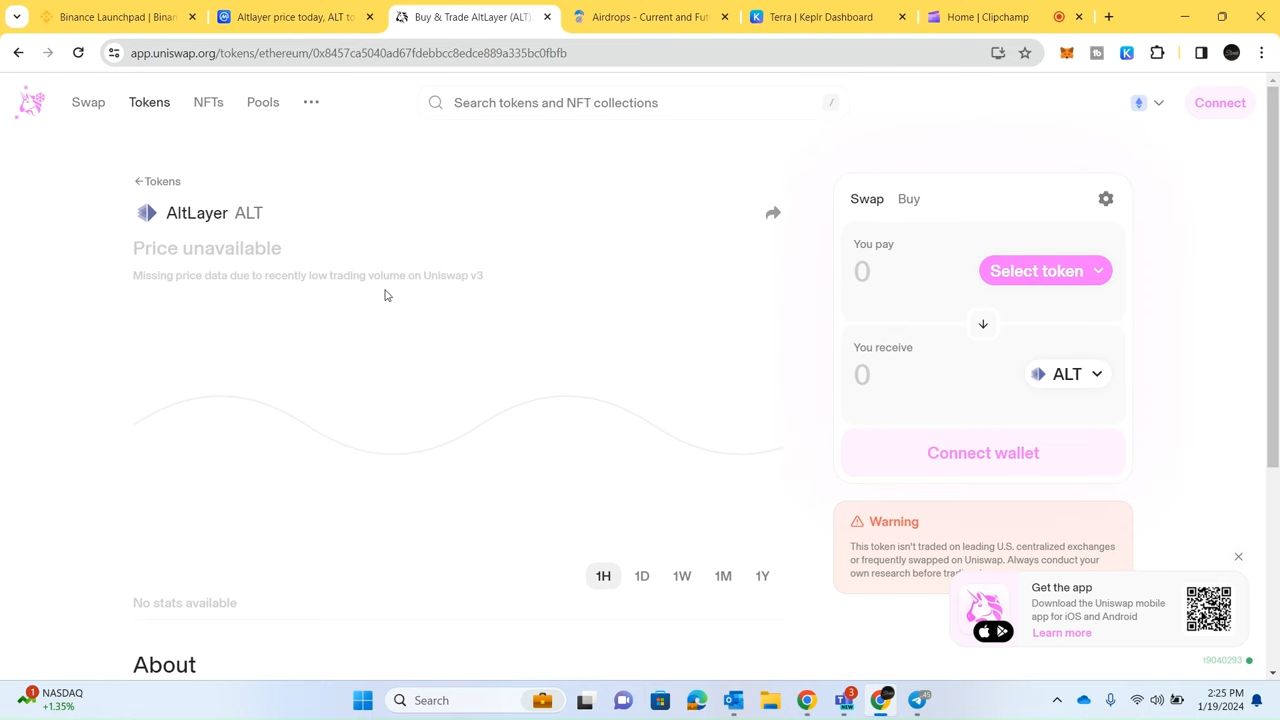 Binance Launchpad | Binan
Altlayer price today, ALT to
Buy & Trade AltLayer (ALT)
Airdrops - Current and Fut
Terra | Keplr Dashboard
Home | Clipchamp
app.uniswap.org/tokens/ethereum/0x8457ca5040ad67fdebbcc8edce889a335bc0fbfb
Swap
Tokens
NFTs
Pools
Search tokens and NFT collections
/
Connect
Tokens
AltLayer ALT
Price unavailable
Missing price data due to recently low trading volume on Uniswap v3
1H
1D
1W
1M
1Y
No stats available
About
Swap
Buy
You pay
0
Select token
You receive
0
ALT
Connect wallet
Warning
This token isn't traded on leading U.S. centralized exchanges
or frequently swapped on Uniswap. Always conduct your
own research before trad
Get the app
Download the Uniswap mobile
app for iOS and Android
Learn more
19040293
1
NASDAQ
+1.35%
Search
3
NEW
45
2:25 PM
1/19/2024